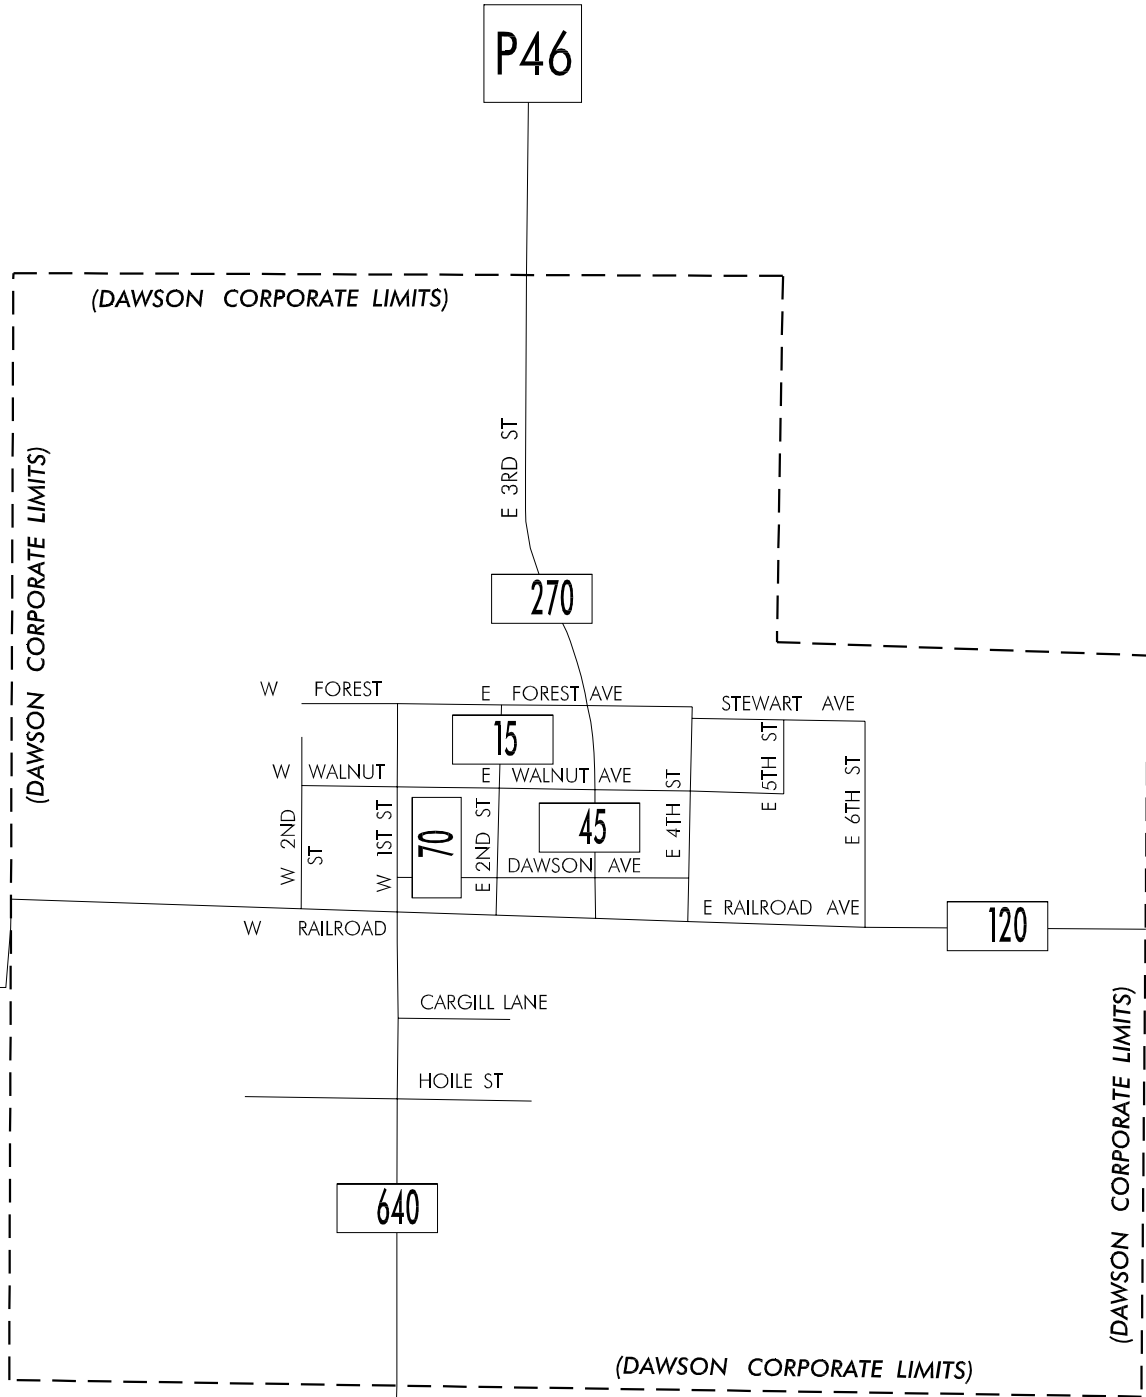 P46
(DAWSON CORPORATE LIMITS)
(DAWSON CORPORATE LIMITS)
E 3RD ST
270
W FOREST
E FOREST AVE
STEWART AVE
15
E 5TH ST
W WALNUT
E WALNUT AVE
E 4TH ST
E 6TH ST
W 2ND
ST
W 1ST ST
70
E 2ND ST
45
DAWSON AVE
E RAILROAD AVE
W RAILROAD
120
CARGILL LANE
HOILE ST
(DAWSON CORPORATE LIMITS)
640
(DAWSON CORPORATE LIMITS)